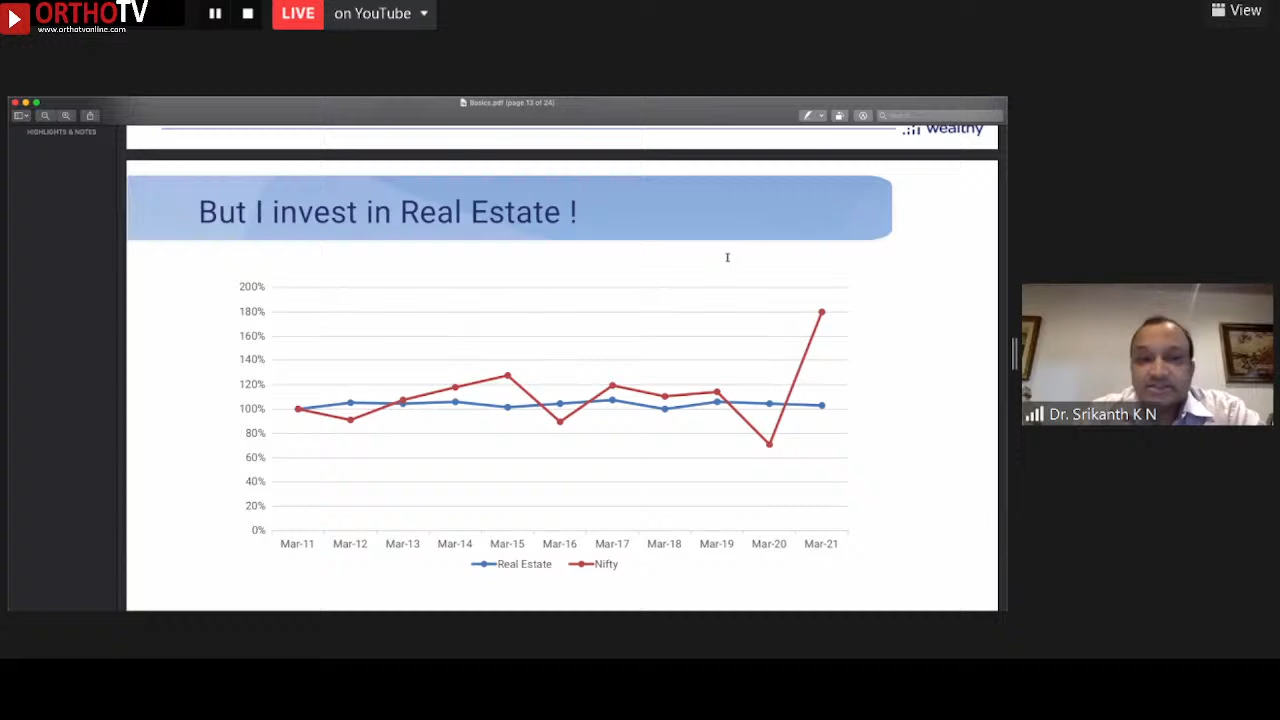 ORTHOTV
www.orthotvonline.com
LIVE
on YouTube
View
Basics.pdf (page 13 of 24)
HIGHLIGHTS & NOTES
Search
wealthy
But I invest in Real Estate !
200%
180%
160%
140%
120%
100%
80%
60%
40%
20%
0%
Mar-11 Mar-12 Mar-13 Mar-14 Mar-15 Mar-16 Mar-17 Mar-18 Mar-19 Mar-20 Mar-21
Real Estate Nifty
Dr. Srikanth K N